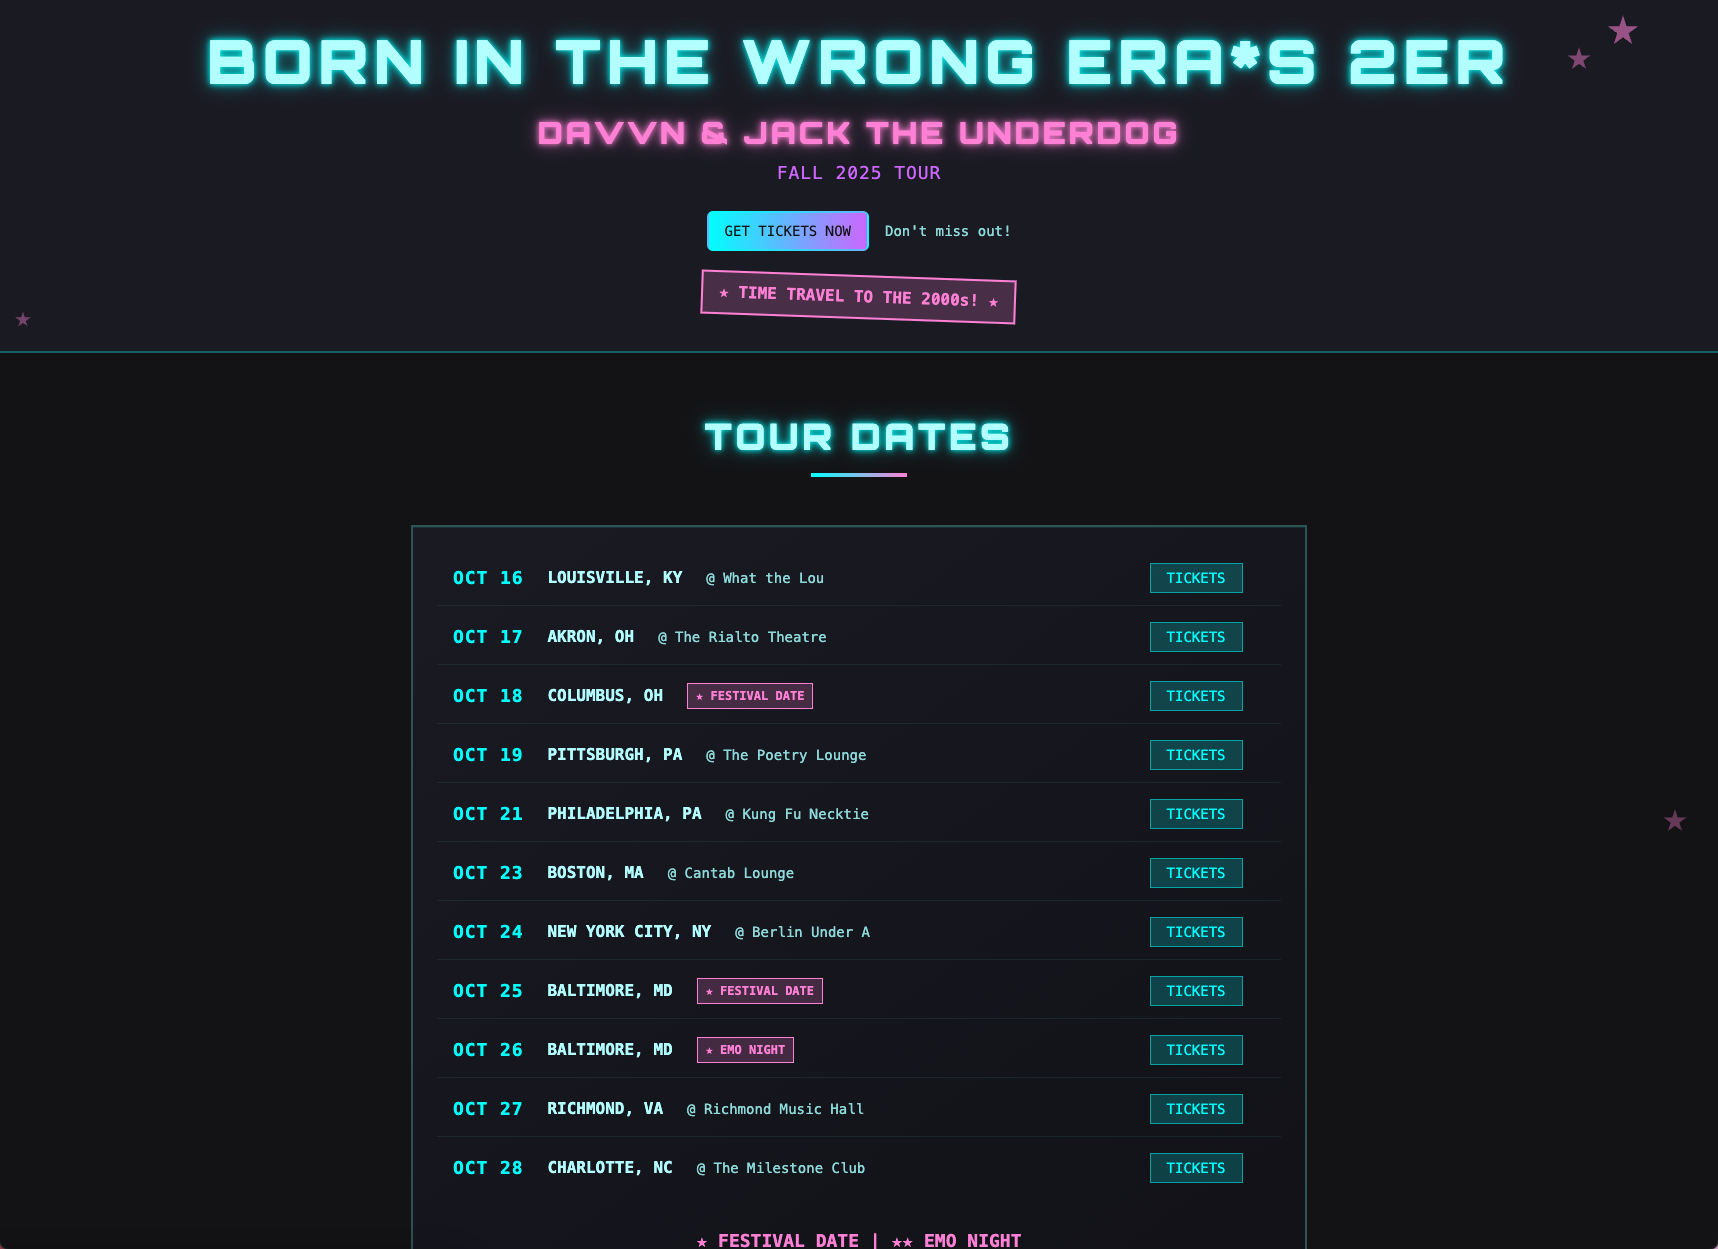 BORN IN THE WRONG ERA*S 2ER
DAVVN & JACK THE UNDERDOG
FALL 2025 TOUR
GET TICKETS NOW Don't miss out!
★ TIME TRAVEL TO THE 2000s! ★
TOUR DATES
OCT 16 LOUISVILLE, KY @ What the Lou TICKETS
OCT 17 AKRON, OH @ The Rialto Theatre TICKETS
OCT 18 COLUMBUS, OH ★ FESTIVAL DATE TICKETS
OCT 19 PITTSBURGH, PA @ The Poetry Lounge TICKETS
OCT 21 PHILADELPHIA, PA @ Kung Fu Necktie TICKETS
OCT 23 BOSTON, MA @ Cantab Lounge TICKETS
OCT 24 NEW YORK CITY, NY @ Berlin Under A TICKETS
OCT 25 BALTIMORE, MD ★ FESTIVAL DATE TICKETS
OCT 26 BALTIMORE, MD ★ EMO NIGHT TICKETS
OCT 27 RICHMOND, VA @ Richmond Music Hall TICKETS
OCT 28 CHARLOTTE, NC @ The Milestone Club TICKETS
★ FESTIVAL DATE | ★★ EMO NIGHT